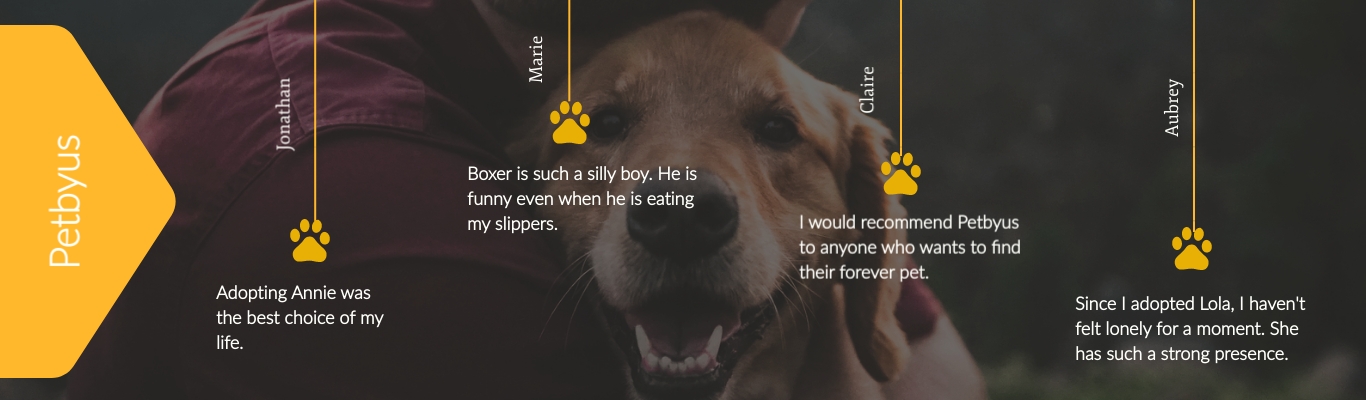 Petbyus
Jonathan
Adopting Annie was
the best choice of my
life.
Marie
Boxer is such a silly boy. He is
funny even when he is eating
my slippers.
Claire
I would recommend Petbyus
to anyone who wants to find
their forever pet.
Aubrey
Since I adopted Lola, I haven't
felt lonely for a moment. She
has such a strong presence.